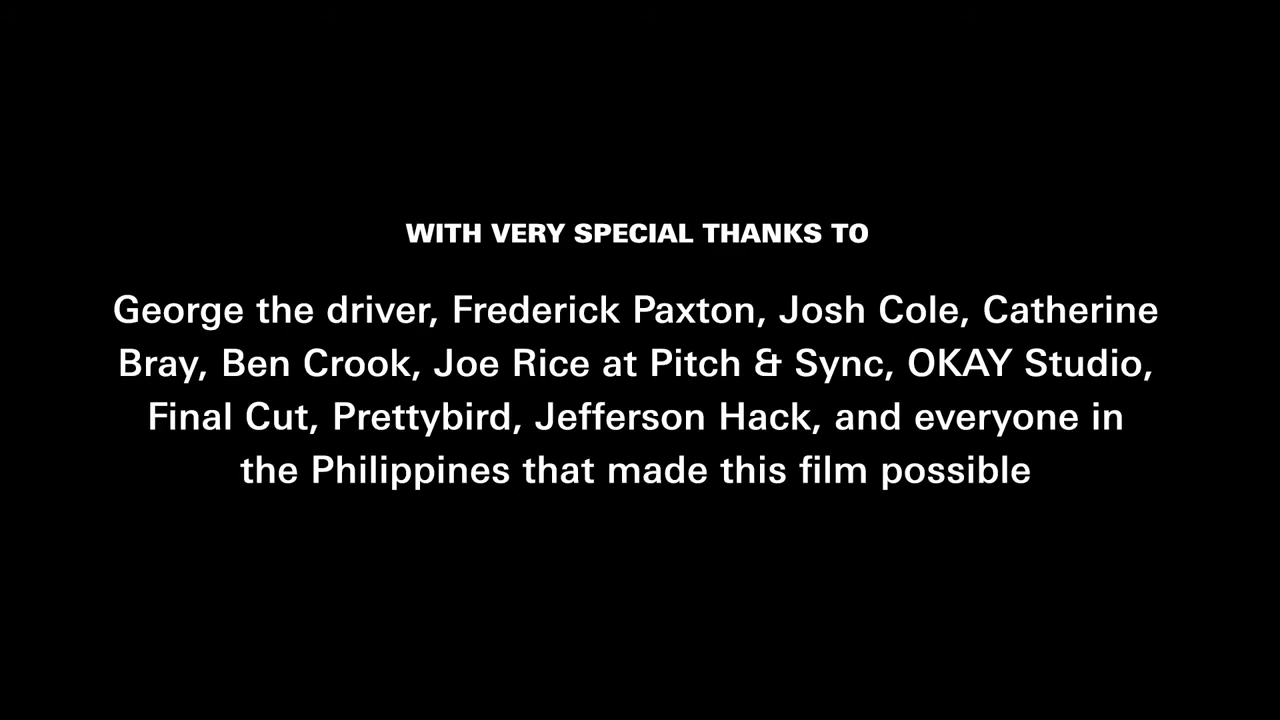 WITH VERY SPECIAL THANKS TO
George the driver, Frederick Paxton, Josh Cole, Catherine
Bray, Ben Crook, Joe Rice at Pitch & Sync, OKAY Studio,
Final Cut, Prettybird, Jefferson Hack, and everyone in
the Philippines that made this film possible